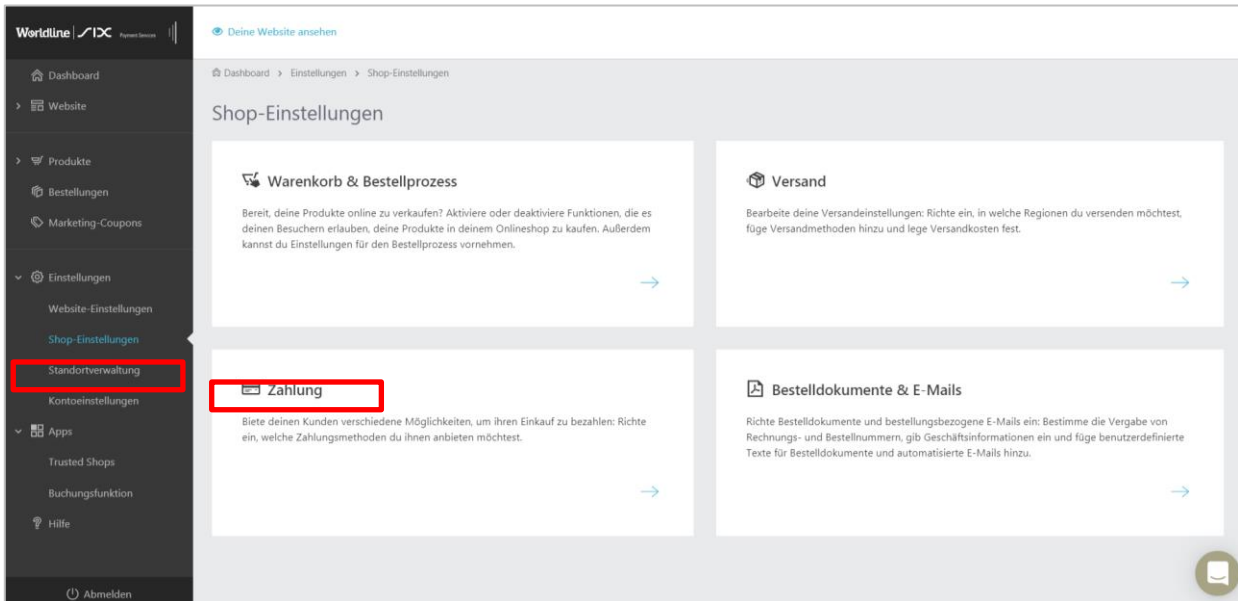 Worldline SIX Payment Services
Deine Website ansehen
Dashboard
Website
Produkte
Bestellungen
Marketing-Coupons
Einstellungen
Website-Einstellungen
Shop-Einstellungen
Standortverwaltung
Kontoeinstellungen
Apps
Trusted Shops
Buchungsfunktion
Hilfe
Abmelden
Dashboard > Einstellungen > Shop-Einstellungen
Shop-Einstellungen
Warenkorb & Bestellprozess
Bereit, deine Produkte online zu verkaufen? Aktiviere oder deaktiviere Funktionen, die es
deinen Besuchern erlauben, deine Produkte in deinem Onlineshop zu kaufen. Außerdem
kannst du Einstellungen für den Bestellprozess vornehmen.
Versand
Bearbeite deine Versandeinstellungen: Richte ein, in welche Regionen du versenden möchtest,
füge Versandmethoden hinzu und lege Versandkosten fest.
Zahlung
Biete deinen Kunden verschiedene Möglichkeiten, um ihren Einkauf zu bezahlen: Richte
ein, welche Zahlungsmethoden du ihnen anbieten möchtest.
Bestelldokumente & E-Mails
Richte Bestelldokumente und bestellungsbezogene E-Mails ein: Bestimme die Vergabe von
Rechnungs- und Bestellnummern, gib Geschäftsinformationen ein und füge benutzerdefinierte
Texte für Bestelldokumente und automatisierte E-Mails hinzu.